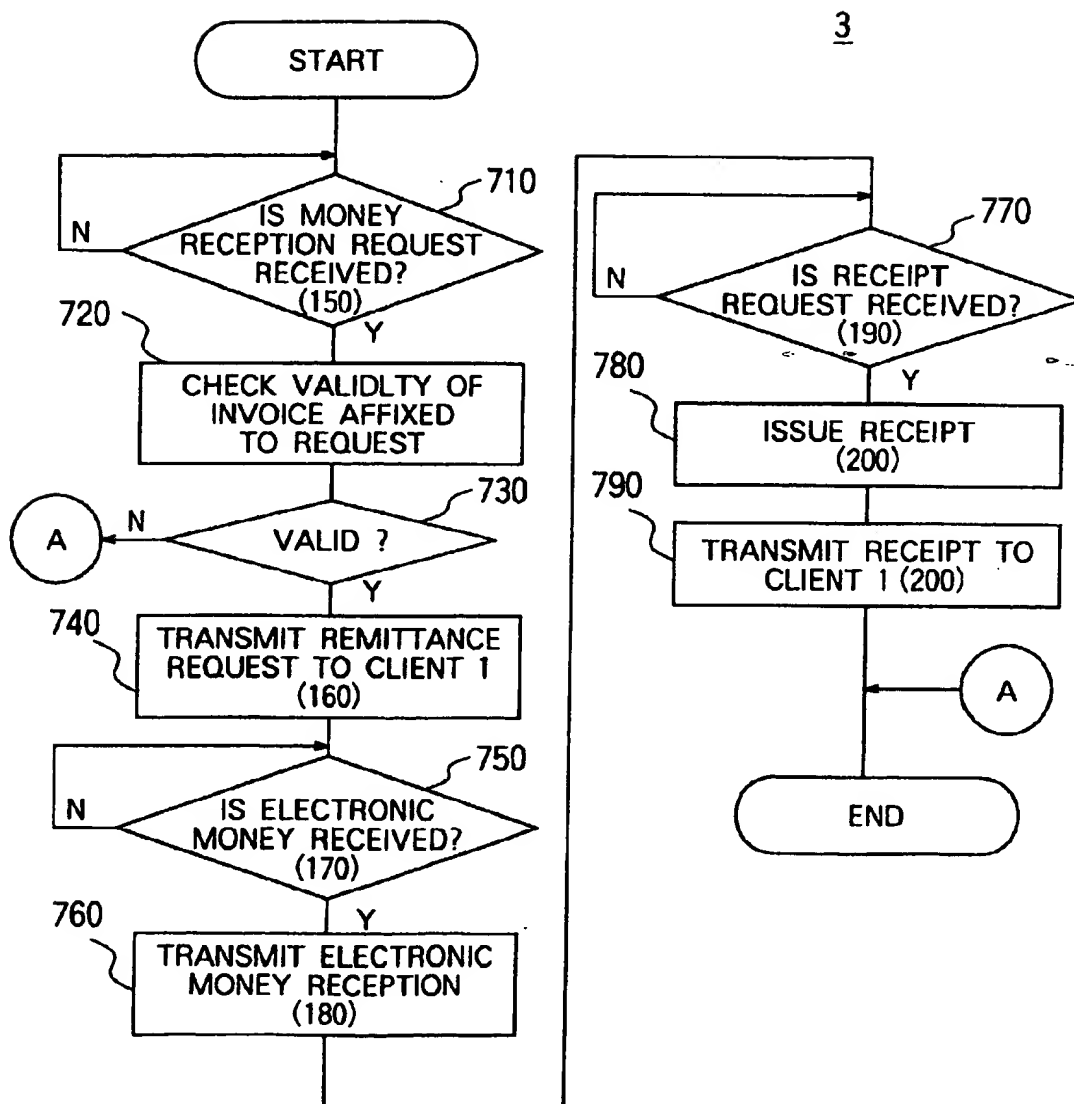 3
START
710
IS MONEY
RECEPTION REQUEST
RECEIVED?
(150)
N
Y
720
CHECK VALIDLTY OF
INVOICE AFFIXED
TO REQUEST
730
VALID ?
N
A
Y
740
TRANSMIT REMITTANCE
REQUEST TO CLIENT 1
(160)
750
IS ELECTRONIC
MONEY RECEIVED?
(170)
N
Y
760
TRANSMIT ELECTRONIC
MONEY RECEPTION
(180)
770
IS RECEIPT
REQUEST RECEIVED?
(190)
N
Y
780
ISSUE RECEIPT
(200)
790
TRANSMIT RECEIPT TO
CLIENT 1 (200)
A
END